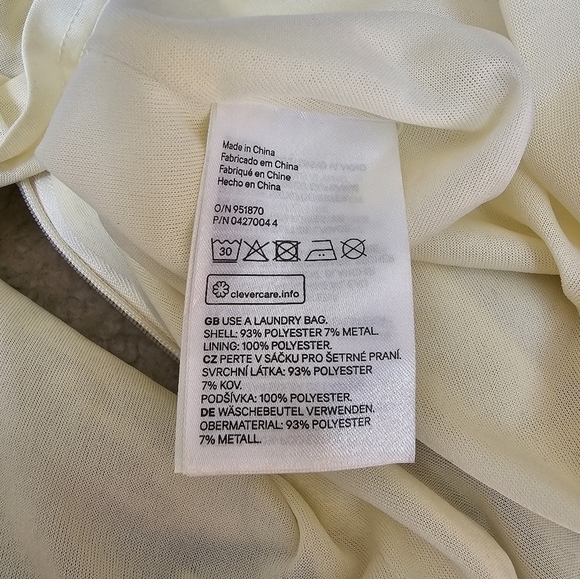 Made in China
Fabricado em China
Fabriqué en Chine
Hecho en China
O/N 951870
P/N 0427004 4
30
clevercare.info
GB USE A LAUNDRY BAG.
SHELL: 93% POLYESTER 7% METAL.
LINING: 100% POLYESTER.
CZ PERTE V SÁČKU PRO ŠETRNÉ PRANÍ.
SVRCHNÍ LÁTKA: 93% POLYESTER
7% KOV.
PODŠÍVKA: 100% POLYESTER.
DE WÄSCHEBEUTEL VERWENDEN.
OBERMATERIAL: 93% POLYESTER
7% METALL.